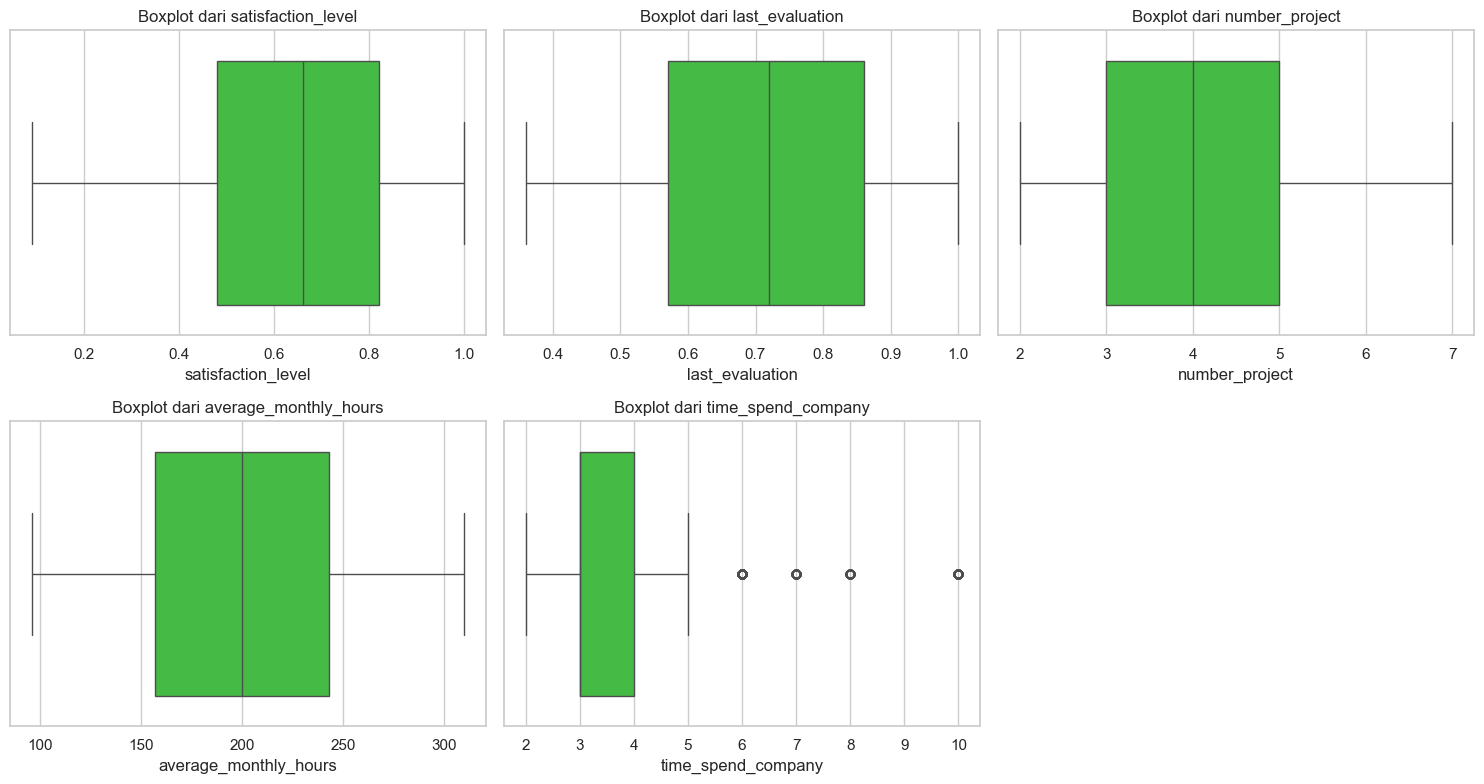 Boxplot dari satisfaction_level
0.2 0.4 0.6 0.8 1.0
satisfaction_level
Boxplot dari last_evaluation
0.4 0.5 0.6 0.7 0.8 0.9 1.0
last_evaluation
Boxplot dari number_project
2 3 4 5 6 7
number_project
Boxplot dari average_monthly_hours
100 150 200 250 300
average_monthly_hours
Boxplot dari time_spend_company
2 3 4 5 6 7 8 9 10
time_spend_company